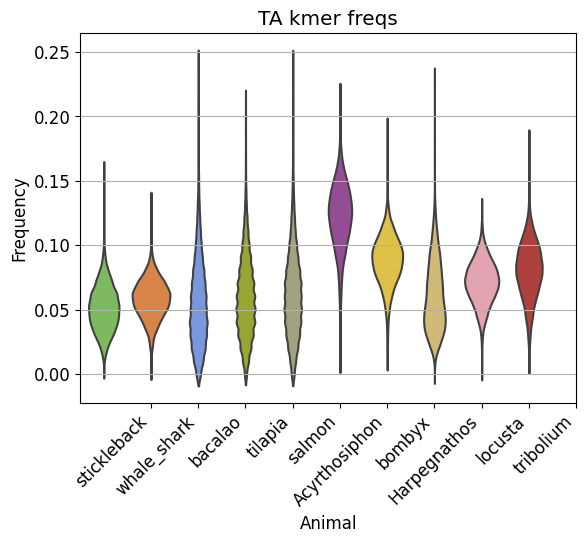 TA kmer freqs
Frequency
0.25
0.20
0.15
0.10
0.05
0.00
stickleback
whale_shark
bacalao
tilapia
salmon
Acyrthosiphon
bombyx
Harpegnathos
locusta
tribolium
Animal